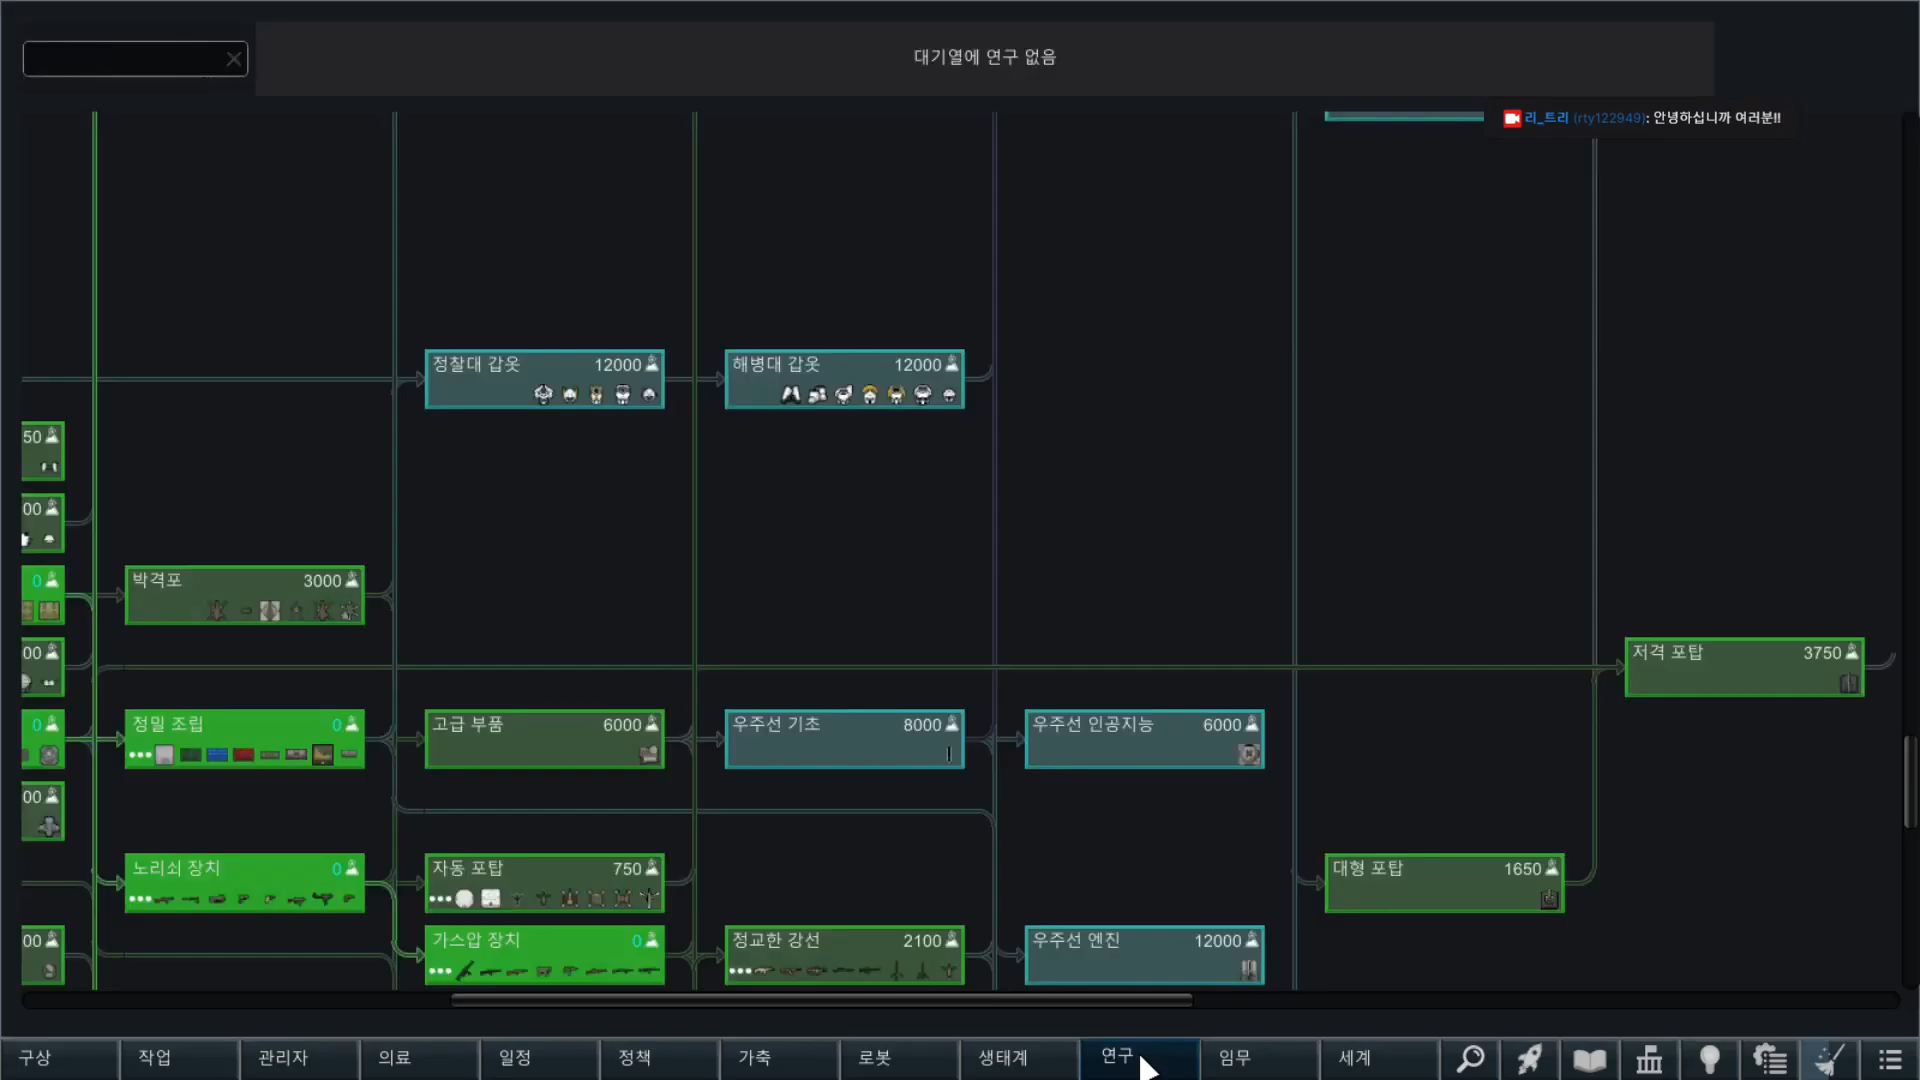 대기열에 연구 없음
리_트리 (rty122949): 안녕하십니까 여러분!!
정찰대 갑옷 12000
해병대 갑옷 12000
50
00
0
박격포 3000
00
저격 포탑 3750
0
정밀 조립 0
고급 부품 6000
우주선 기초 8000
우주선 인공지능 6000
00
노리쇠 장치 0
자동 포탑 750
대형 포탑 1650
00
가스압 장치 0
정교한 강선 2100
우주선 엔진 12000
구상 작업 관리자 의료 일정 정책 가축 로봇 생태계 연구 임무 세계